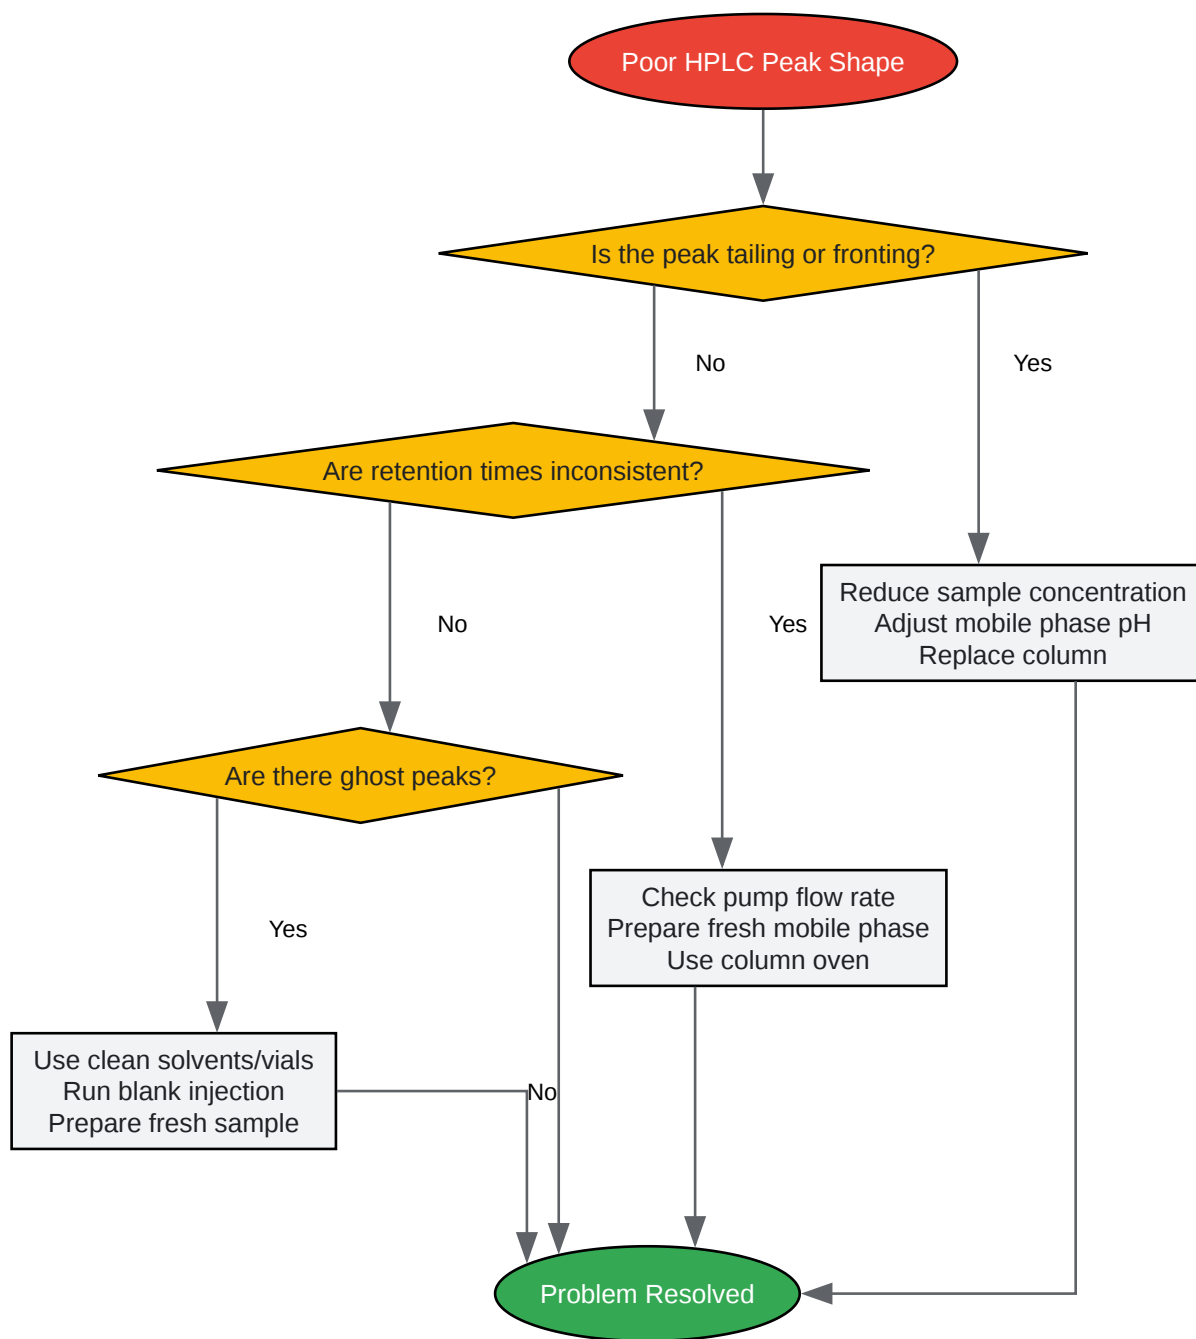 Poor HPLC Peak Shape
Is the peak tailing or fronting?
No
Yes
Are retention times inconsistent?
Reduce sample concentration
Adjust mobile phase pH
Replace column
No
Yes
Are there ghost peaks?
Check pump flow rate
Prepare fresh mobile phase
Use column oven
Yes
Use clean solvents/vials
Run blank injection
Prepare fresh sample
No
Problem Resolved